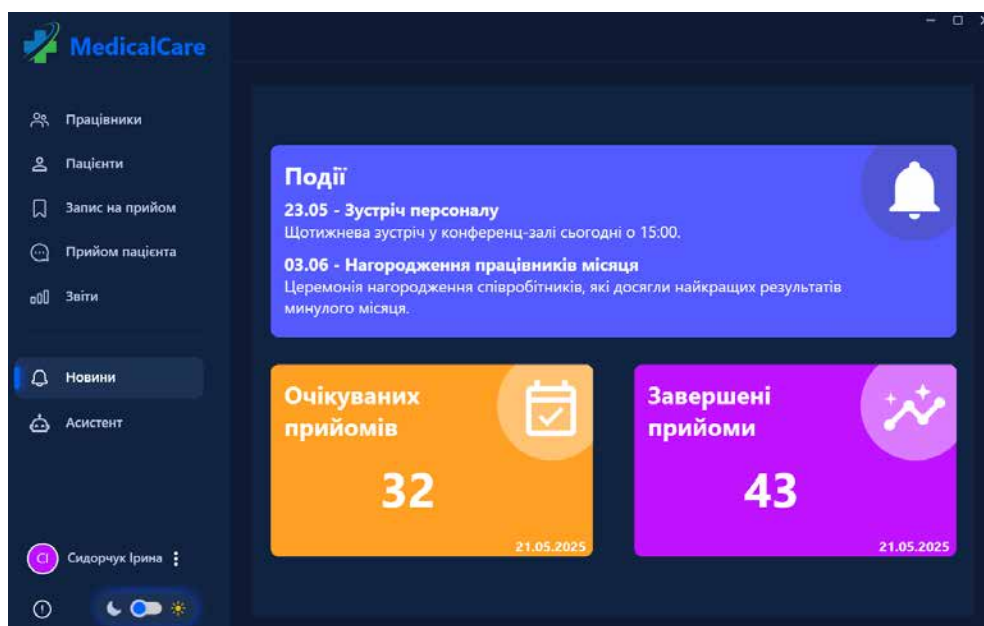 MedicalCare
Працівники
Пацієнти
Запис на прийом
Прийом пацієнта
Звіти
Новини
Асистент
СІ
Сидорчук Ірина
Події
23.05 - Зустріч персоналу
Щотижнева зустріч у конференц-залі сьогодні о 15:00.
03.06 - Нагородження працівників місяця
Церемонія нагородження співробітників, які досягли найкращих результатів
минулого місяця.
Очікуваних
прийомів
32
21.05.2025
Завершені
прийоми
43
21.05.2025